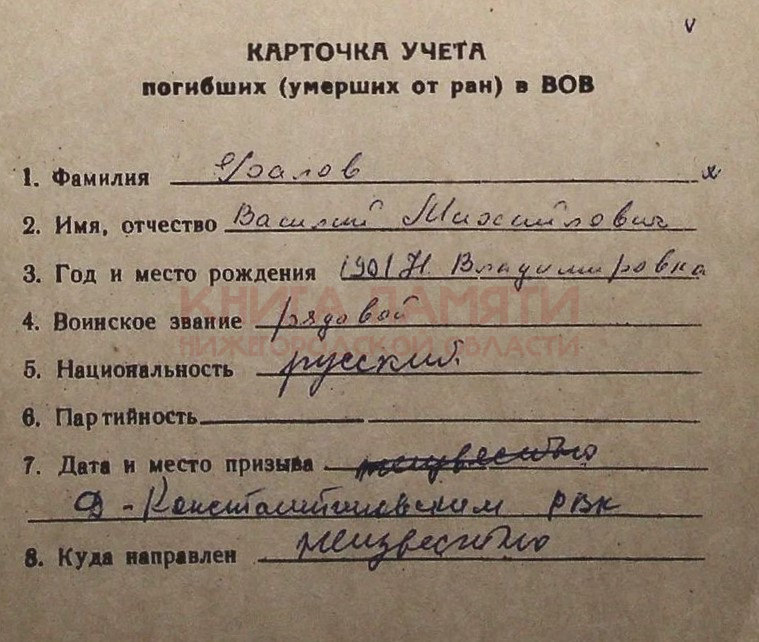 v
КАРТОЧКА УЧЕТА
погибших (умерших от ран) в ВОВ
1. Фамилия
2. Имя, отчество Василий Михайлович
3. Год и место рождения 1901 Н. Владимировка
КНИГА ПАМЯТИ
4. Воинское звание рядовой
НИЖЕГОРОДСКОЙ ОБЛАСТИ
5. Национальность русский
6. Партийность
7. Дата и место призыва неизвестно
Д-Константиновским РВК
8. Куда направлен неизвестно